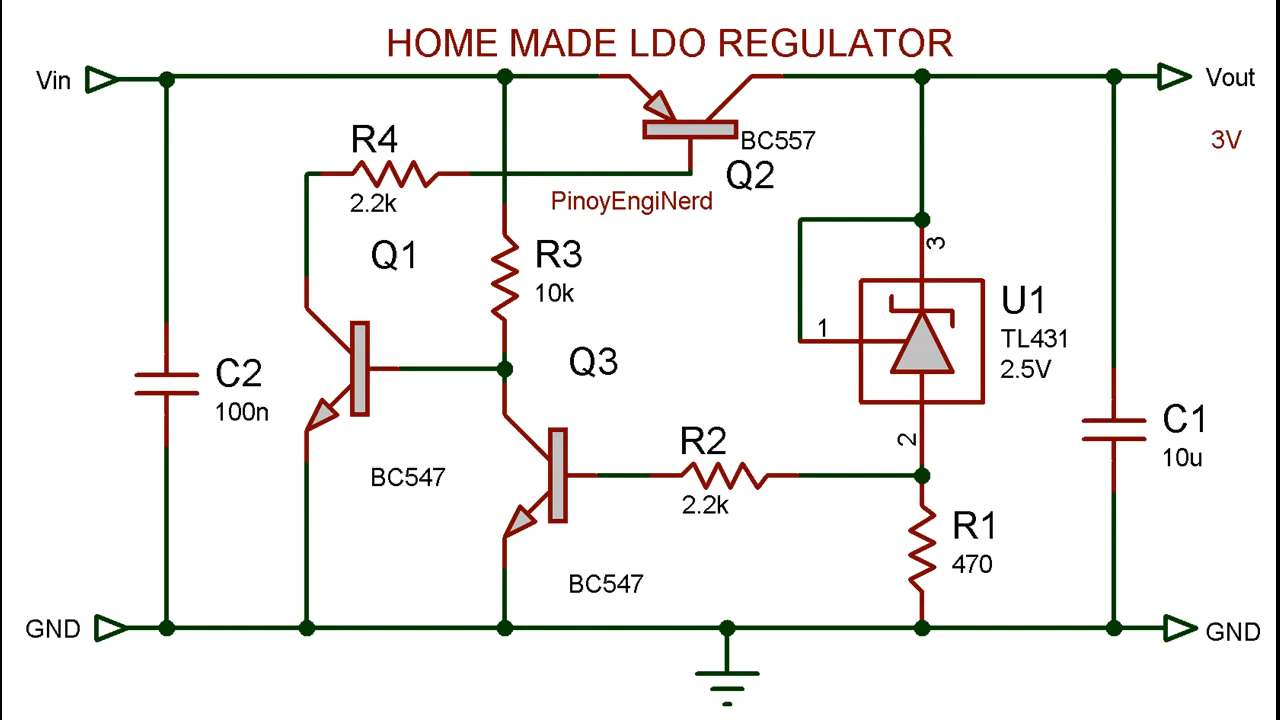 HOME MADE LDO REGULATOR
Vin
Vout
BC557
3V
R4
Q2
2.2k
PinoyEngiNerd
3
Q1
R3
10k
U1
1
TL431
2.5V
Q3
C2
100n
C1
10u
2
R2
BC547
2.2k
R1
470
BC547
GND
GND